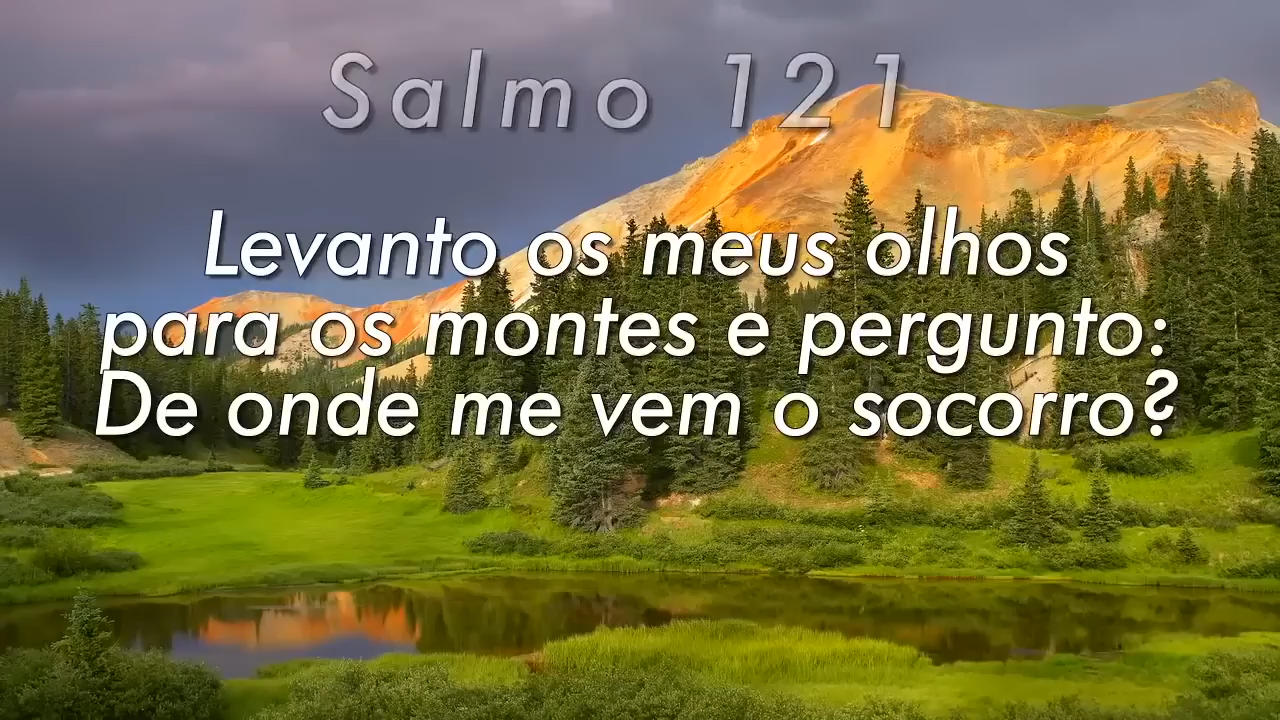 Salmo 121
Levanto os meus olhos
para os montes e pergunto:
De onde me vem o socorro?